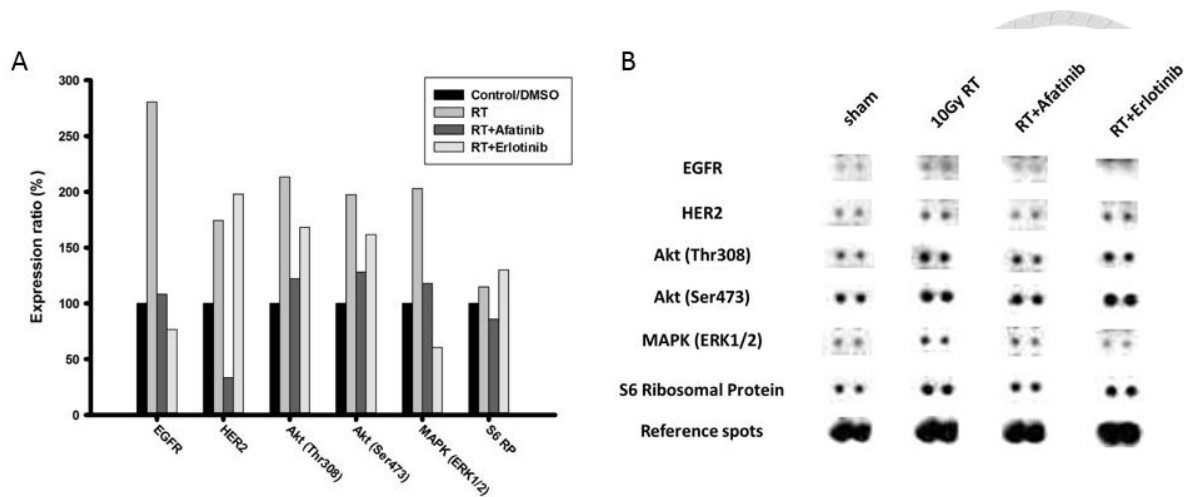 A
Expression ratio (%)
300
250
200
150
100
50
0
Control/DMSO
RT
RT+Afatinib
RT+Erlotinib
EGFR
HER2
Akt (Thr308)
Akt (Ser473)
MAPK (ERK1/2)
S6 RP
B
sham
10Gy RT
RT+Afatinib
RT+Erlotinib
EGFR
HER2
Akt (Thr308)
Akt (Ser473)
MAPK (ERK1/2)
S6 Ribosomal Protein
Reference spots